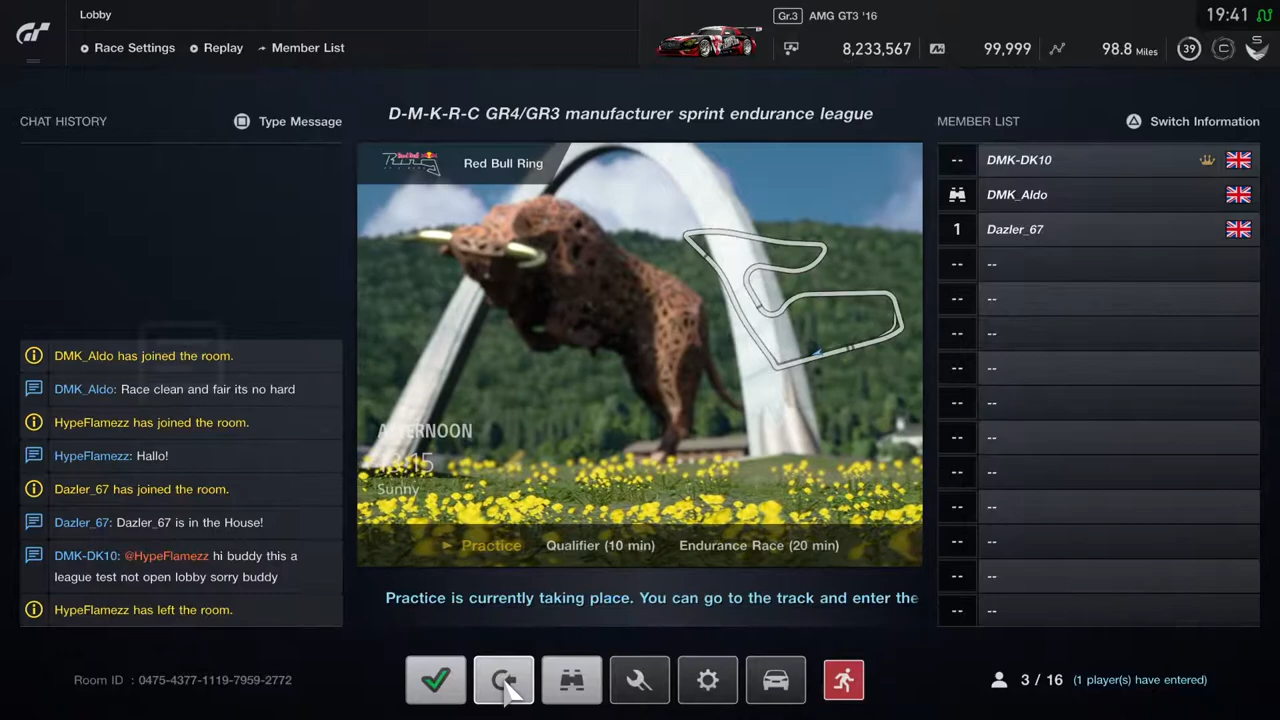 Lobby
Race Settings
Replay
Member List
Gr.3
AMG GT3 '16
8,233,567
99,999
98.8 Miles
39
C
S
19:41
CHAT HISTORY
Type Message
D-M-K-R-C GR4/GR3 manufacturer sprint endurance league
MEMBER LIST
Switch Information
Red Bull Ring
-- DMK-DK10
DMK_Aldo
1 Dazler_67
-- --
-- --
-- --
-- --
-- --
-- --
-- --
-- --
-- --
-- --
-- --
DMK_Aldo has joined the room.
DMK_Aldo: Race clean and fair its no hard
HypeFlamezz has joined the room.
HypeFlamezz: Hallo!
Dazler_67 has joined the room.
Dazler_67: Dazler_67 is in the House!
DMK-DK10: @HypeFlamezz hi buddy this a
league test not open lobby sorry buddy
HypeFlamezz has left the room.
AFTERNOON
Sunny
Practice
Qualifier (10 min)
Endurance Race (20 min)
Practice is currently taking place. You can go to the track and enter the
Room ID : 0475-4377-1119-7959-2772
3 / 16
(1 player(s) have entered)